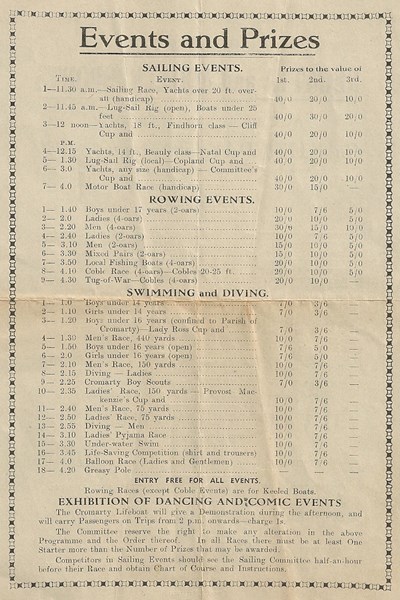 Events and Prizes
SAILING EVENTS. Prizes to the value of
TIME. EVENT. 1st. 2nd. 3rd.
1—11.30 a.m.—Sailing Race, Yachts over 20 ft. over-
all (handicap) 40/0 20/0 10/0
2—11.45 a.m.—Lug-Sail Rig (open), Boats under 25
feet 40/0 30/0 20/0
3—12 noon—Yachts, 18 ft., Findhorn class — Cliff
Cup and 40/0 20/0 10/0
P.M.
4—12.15 Yachts, 14 ft., Beauly class—Natal Cup and 40/0 20/0 10/0
5— 1.30 Lug-Sail Rig (local)—Copland Cup and 40/0 20/0 10/0
6— 3.0 Yachts, any size (handicap) — Committee's
Cup and 40/0 20/0 10/0
7— 4.0 Motor Boat Race (handicap) 30/0 15/0 —
ROWING EVENTS.
1— 1.40 Boys under 17 years (2-oars) 10/0 7/6 5/0
2— 2.0 Ladies (4-oars) 20/0 10/0 5/0
3— 2.20 Men (4-oars) 30/0 15/0 10/0
4— 2.40 Ladies (2-oars) 10/0 7/6 5/0
5— 3.10 Men (2-oars) 15/0 10/0 5/0
6— 3.30 Mixed Pairs (2-oars) 15/0 10/0 5/0
7— 3.50 Local Fishing Boats (4-oars) 20/0 10/0 5/0
8— 4.10 Coble Race (4-oars)—Cobles 20-25 ft. 20/0 10/0 5/0
9— 4.30 Tug-of-War—Cobles (4-oars) 20/0 10/0 —
SWIMMING and DIVING.
1— 1.0 Boys under 14 years 7/0 3/6 —
2— 1.10 Girls under 14 years 7/0 3/6 —
3— 1.20 Boys under 16 years (confined to Parish of
Cromarty)—Lady Ross Cup and 7/0 3/6 —
4— 1.30 Men's Race, 440 yards 10/0 7/6 —
5— 1.50 Boys under 16 years (open) 7/6 5/0 —
6— 2.0 Girls under 16 years (open) 7/6 5/0 —
7— 2.10 Men's Race, 150 yards 10/0 7/6 —
8— 2.15 Diving — Ladies 10/0 7/6 —
9— 2.25 Cromarty Boy Scouts 7/0 3/6 —
10— 2.35 Ladies' Race, 150 yards — Provost Mac-
kenzie's Cup and 10/0 7/6 —
11— 2.40 Men's Race, 75 yards 10/0 7/6 —
12— 2.50 Ladies' Race, 75 yards 10/0 7/6 —
13— 2.55 Diving — Men 10/0 7/6 —
14— 3.10 Ladies' Pyjama Race 10/0 7/6 —
15— 3.30 Under-water Swim 10/0 7/6 —
16— 3.45 Life-Saving Competition (shirt and trousers) 10/0 7/6 —
17— 4.0 Balloon Race (Ladies and Gentlemen) 10/0 7/6 —
18— 4.20 Greasy Pole
ENTRY FREE FOR ALL EVENTS.
Rowing Races (except Coble Events) are for Keeled Boats.
EXHIBITION OF DANCING AND COMIC EVENTS
The Cromarty Lifeboat will give a Demonstration during the afternoon, and
will carry Passengers on Trips from 2 p.m. onwards—charge 1s.
The Committee reserve the right to make any alteration in the above
Programme and the Order thereof. In all Races there must be at least One
Starter more than the Number of Prizes that may be awarded.
Competitors in Sailing Events should see the Sailing Committee half-an-hour
before their Race and obtain Chart of Course and Instructions.